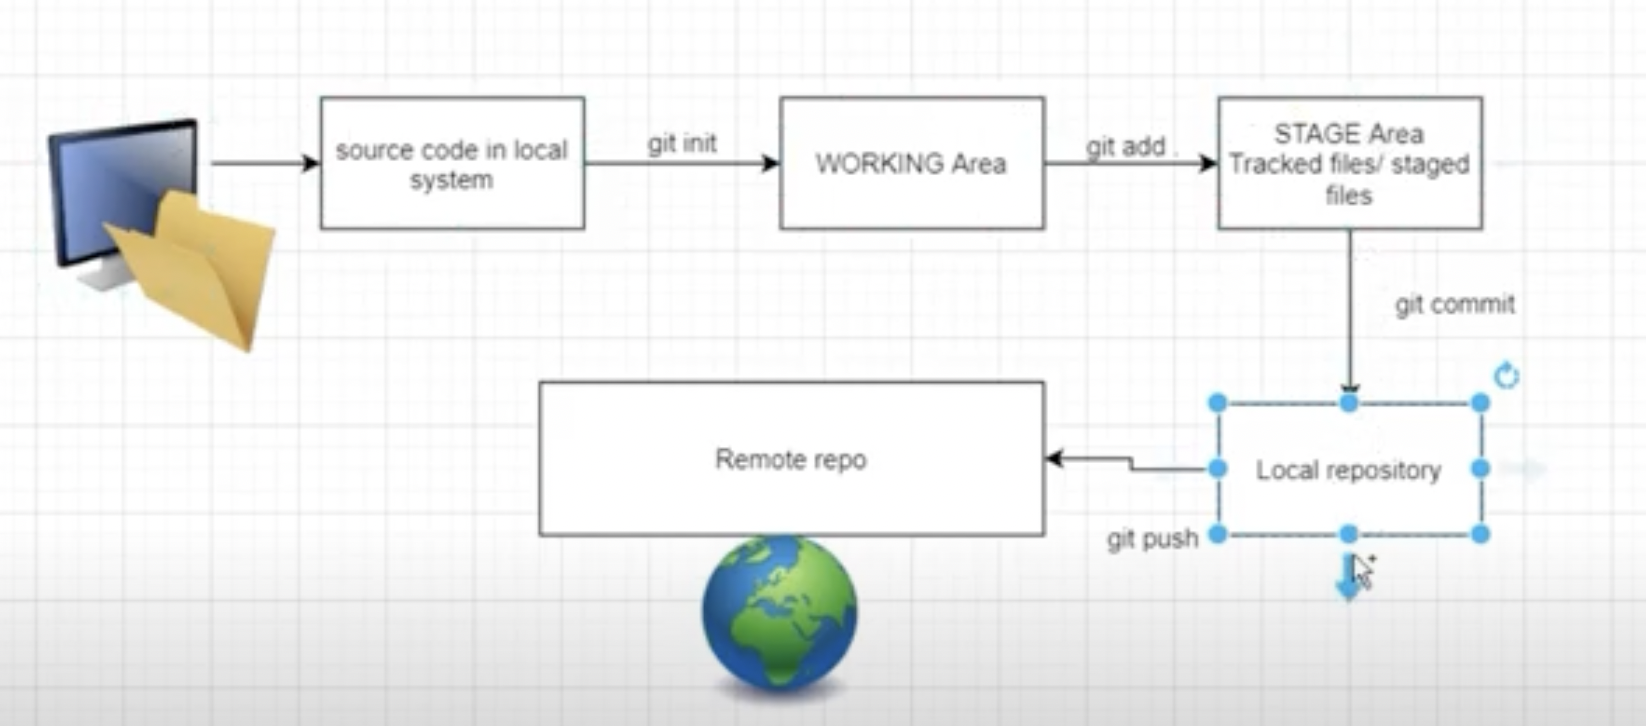 source code in local
system
git init
WORKING Area
git add .
STAGE Area
Tracked files/ staged
files
git commit
Remote repo
Local repository
git push